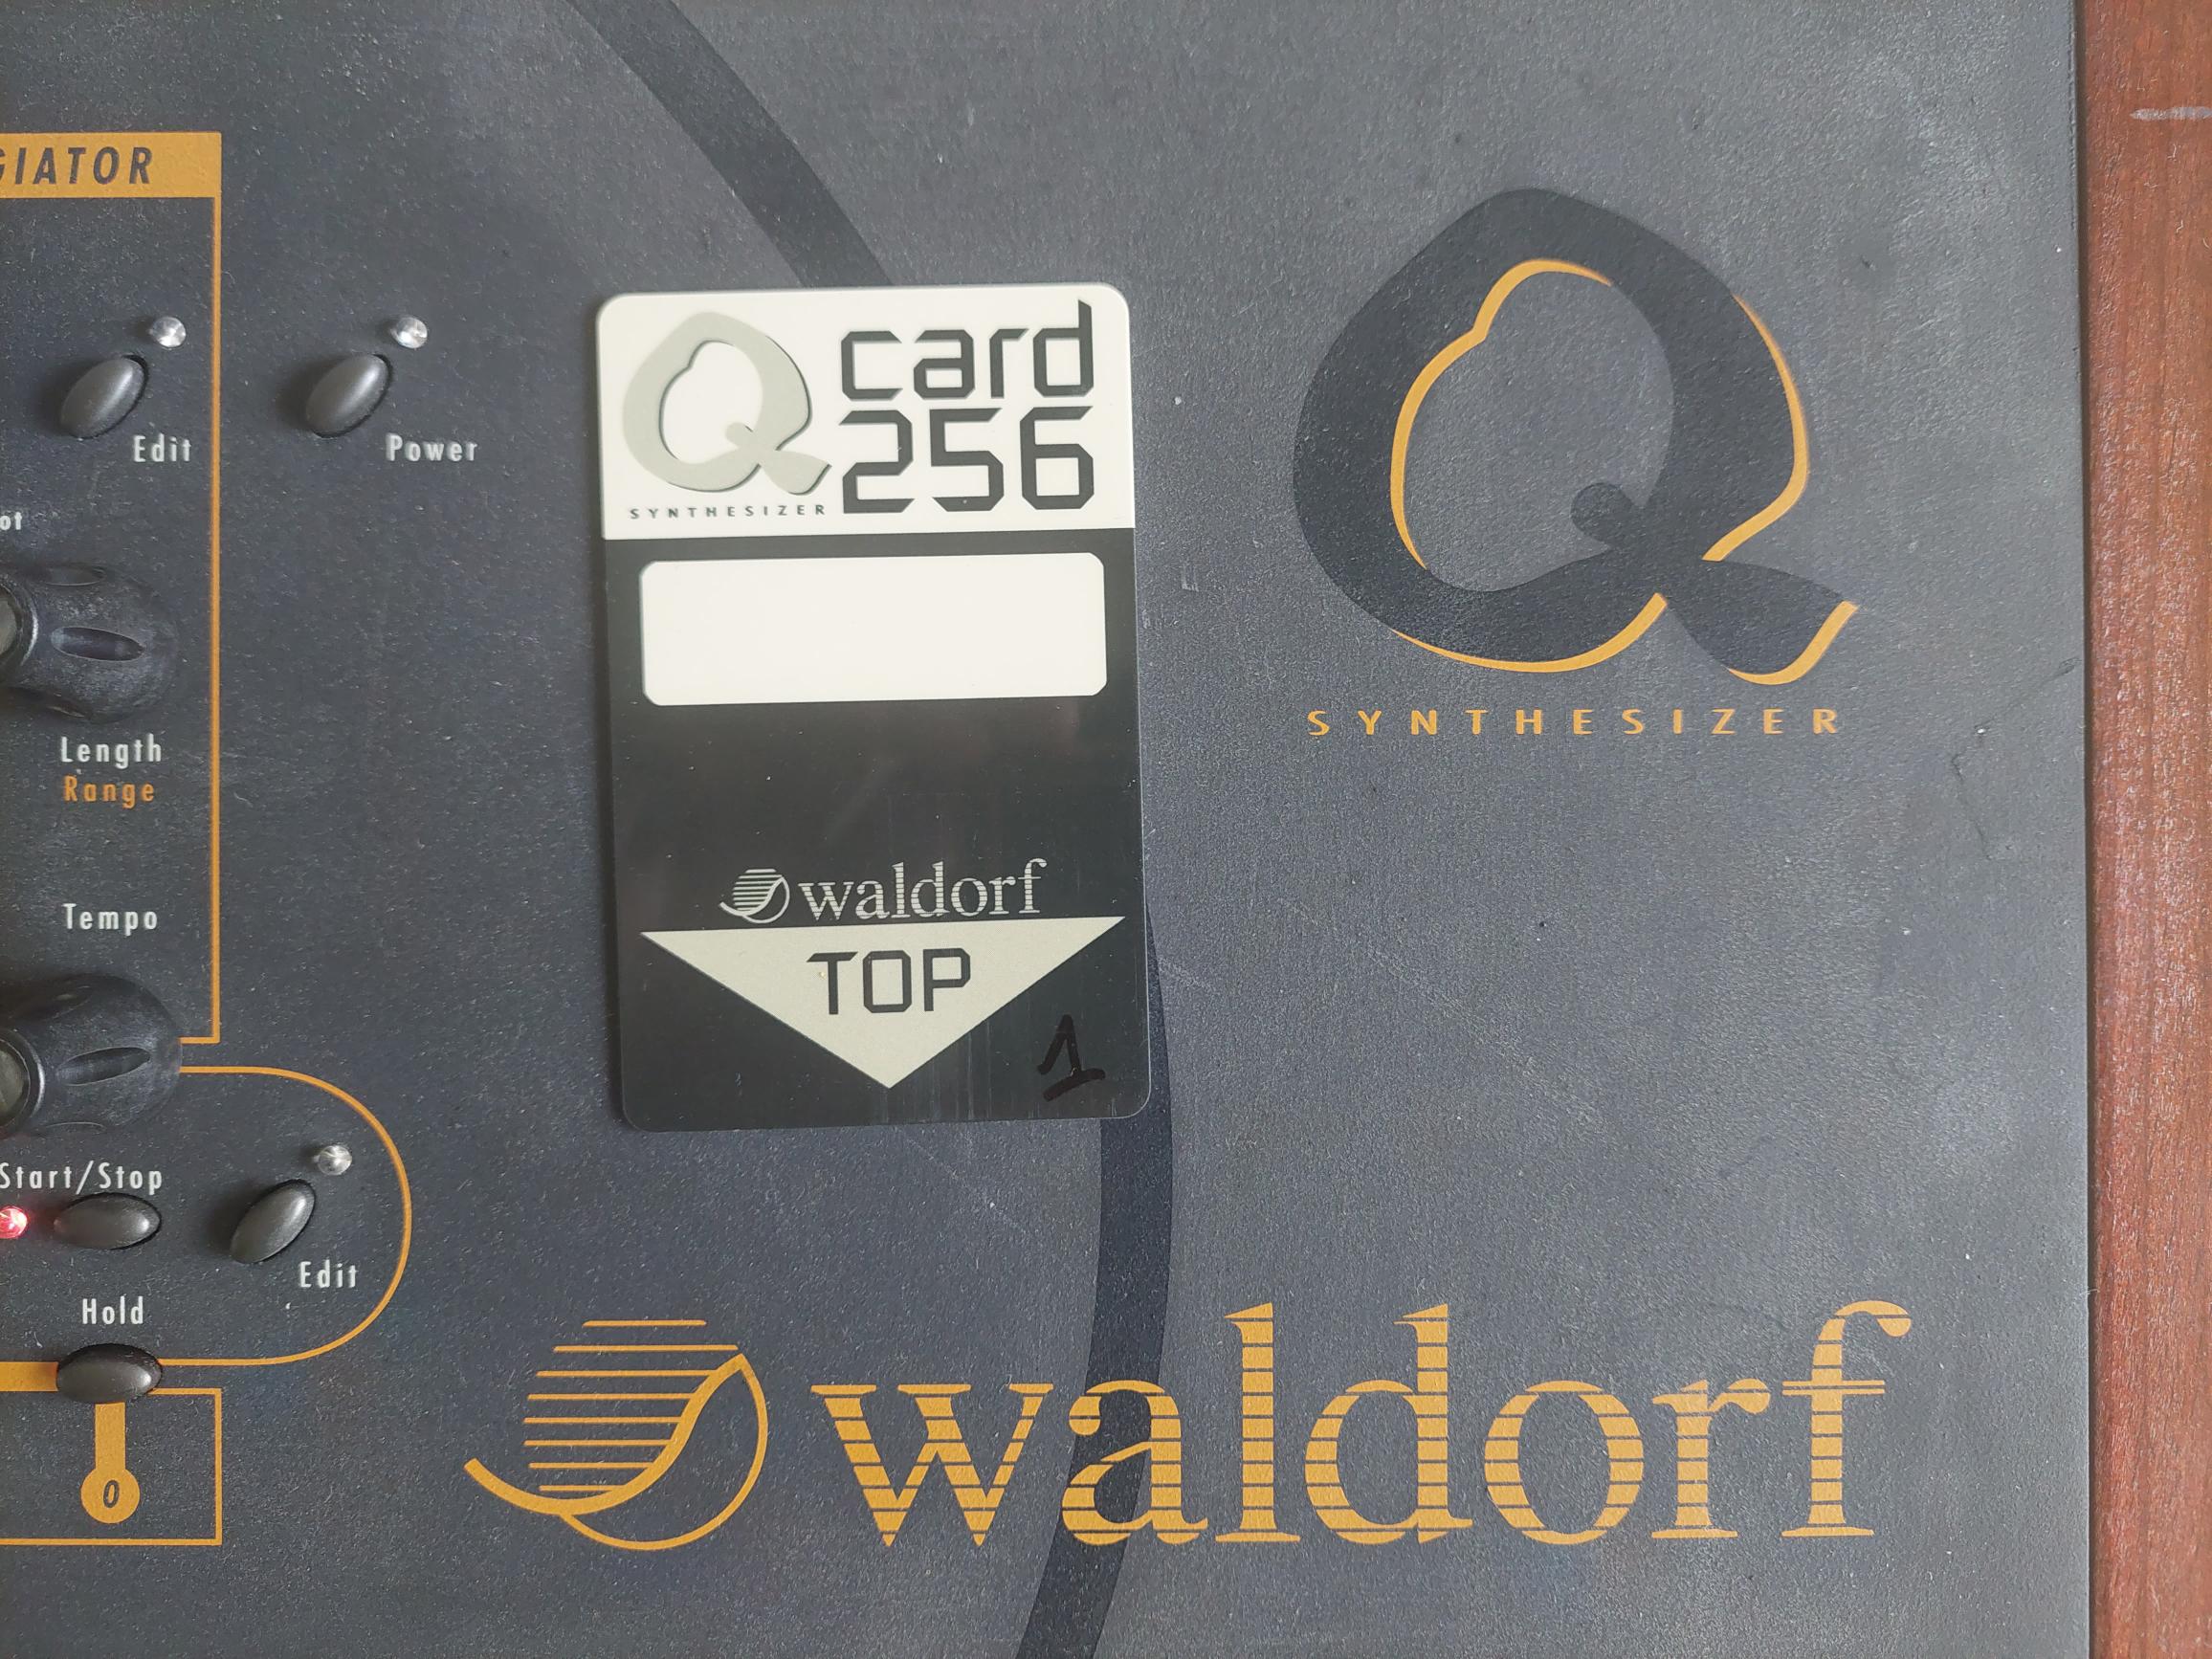 GIATOR
Edit
Power
ot
Length
Range
Tempo
Start/Stop
Edit
Hold
0
Q
card
256
SYNTHESIZER
waldorf
TOP
1
Q
SYNTHESIZER
waldorf